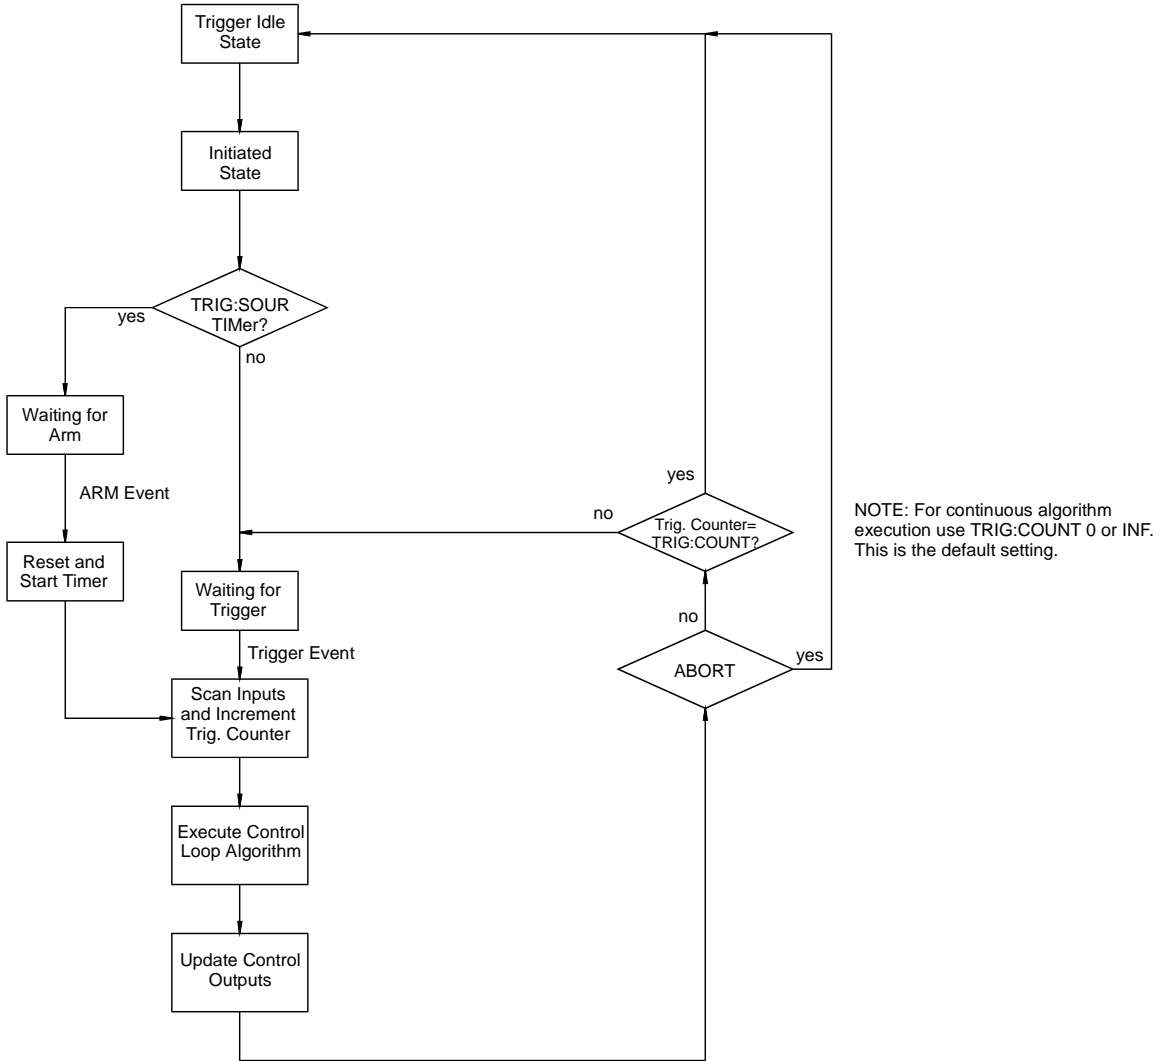 Trigger Idle
State
Initiated
State
TRIG:SOUR
TIMer?
yes
no
Waiting for
Arm
ARM Event
Reset and
Start Timer
yes
no
Trig. Counter=
TRIG:COUNT?
NOTE: For continuous algorithm
execution use TRIG:COUNT 0 or INF.
This is the default setting.
Waiting for
Trigger
Trigger Event
no
yes
ABORT
Scan Inputs
and Increment
Trig. Counter
Execute Control
Loop Algorithm
Update Control
Outputs